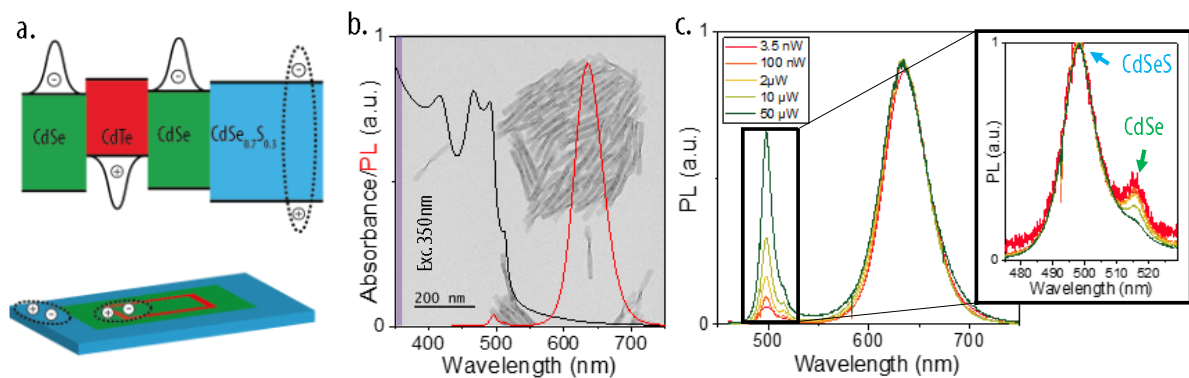 a.
CdSe
CdTe
CdSe
CdSe0.7S0.3
b.
1
0
Absorbance/PL (a.u.)
Exc. 350nm
200 nm
400 500 600 700
Wavelength (nm)
c.
3.5 nW
100 nW
2µW
10 µW
50 µW
1
0
PL (a.u.)
500 600 700
Wavelength (nm)
1
0
PL (a.u.)
CdSeS
CdSe
475 480 490 500 510 520
Wavelength (nm)